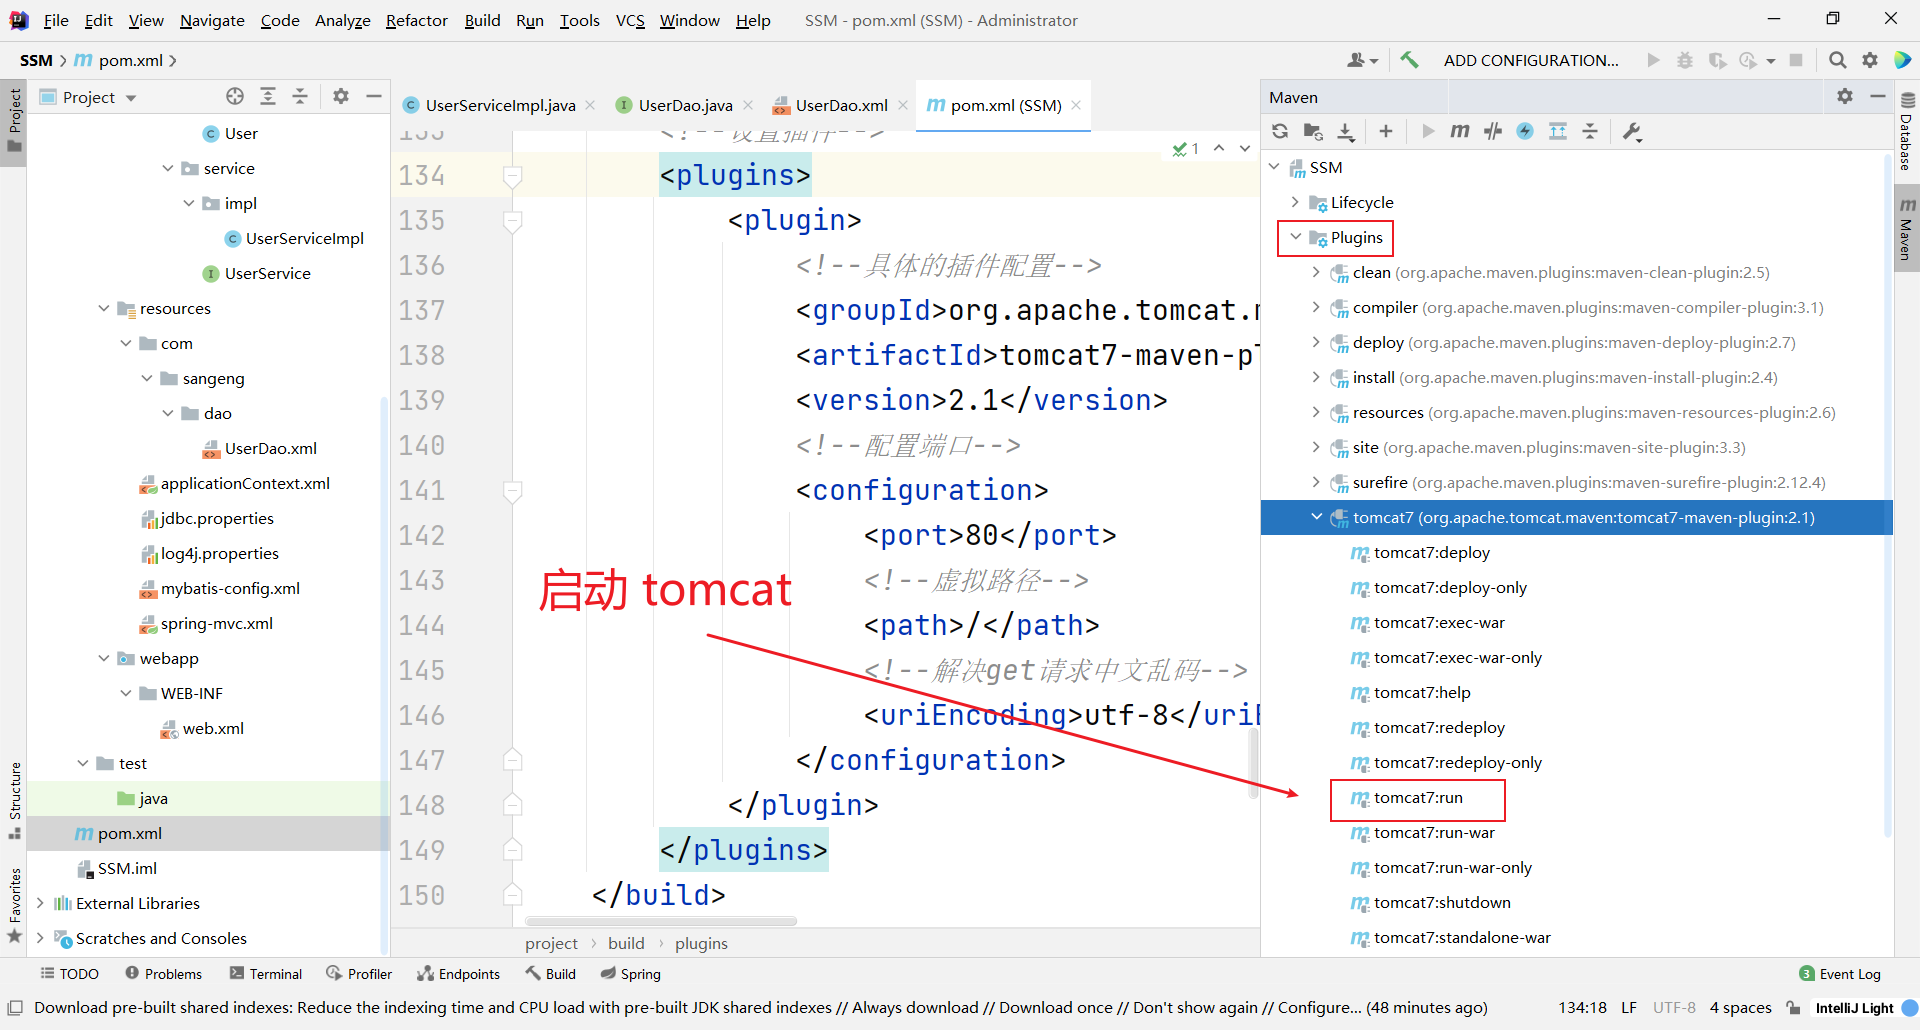 File Edit View Navigate Code Analyze Refactor Build Run Tools VCS Window Help SSM - pom.xml (SSM) - Administrator
SSM pom.xml
ADD CONFIGURATION...
Project
Project
User
service
impl
UserServiceImpl
UserService
resources
com
sangeng
dao
UserDao.xml
applicationContext.xml
jdbc.properties
log4j.properties
mybatis-config.xml
spring-mvc.xml
webapp
WEB-INF
web.xml
test
java
pom.xml
SSM.iml
External Libraries
Scratches and Consoles
Structure
Favorites
UserServiceImpl.java UserDao.java UserDao.xml pom.xml (SSM)
133 <!--设置插件-->
1
134 <plugins>
135 <plugin>
136 <!--具体的插件配置-->
137 <groupId>org.apache.tomcat.
138 <artifactId>tomcat7-maven-pl
139 <version>2.1</version>
140 <!--配置端口-->
141 <configuration>
142 <port>80</port>
143 <!--虚拟路径-->
144 <path>/</path>
145 <!--解决get请求中文乱码-->
146 <uriEncoding>utf-8</uriE
147 </configuration>
148 </plugin>
149 </plugins>
150 </build>
启动 tomcat
project › build › plugins
Maven
SSM
Lifecycle
Plugins
clean (org.apache.maven.plugins:maven-clean-plugin:2.5)
compiler (org.apache.maven.plugins:maven-compiler-plugin:3.1)
deploy (org.apache.maven.plugins:maven-deploy-plugin:2.7)
install (org.apache.maven.plugins:maven-install-plugin:2.4)
resources (org.apache.maven.plugins:maven-resources-plugin:2.6)
site (org.apache.maven.plugins:maven-site-plugin:3.3)
surefire (org.apache.maven.plugins:maven-surefire-plugin:2.12.4)
tomcat7 (org.apache.tomcat.maven:tomcat7-maven-plugin:2.1)
tomcat7:deploy
tomcat7:deploy-only
tomcat7:exec-war
tomcat7:exec-war-only
tomcat7:help
tomcat7:redeploy
tomcat7:redeploy-only
tomcat7:run
tomcat7:run-war
tomcat7:run-war-only
tomcat7:shutdown
tomcat7:standalone-war
Database
Maven
TODO Problems Terminal Profiler Endpoints Build Spring
3 Event Log
Download pre-built shared indexes: Reduce the indexing time and CPU load with pre-built JDK shared indexes // Always download // Download once // Don't show again // Configure... (48 minutes ago)
134:18 LF UTF-8 4 spaces IntelliJ Light